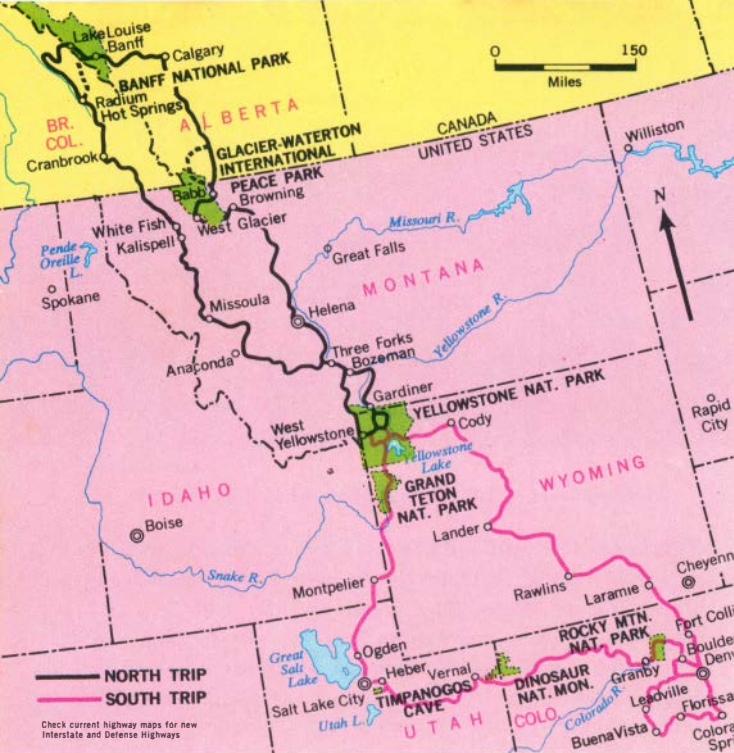 Lake Louise
Banff
Calgary
0 150
Miles
BANFF NATIONAL PARK
Radium
Hot Springs
BR.
COL.
ALBERTA
CANADA
UNITED STATES
Cranbrook
GLACIER-WATERTON
INTERNATIONAL
PEACE PARK
Williston
Babb
Browning
N
White Fish
Kalispell
West Glacier
Missouri R.
Pende
Oreille
L.
Great Falls
MONTANA
Spokane
Missoula
Helena
Yellowstone R.
Three Forks
Bozeman
Anaconda
Gardiner
YELLOWSTONE NAT. PARK
West
Yellowstone
Cody
Rapid
City
Yellowstone
Lake
GRAND
TETON
NAT. PARK
WYOMING
IDAHO
Boise
Lander
Snake R.
Montpelier
Rawlins
Laramie
Cheyenn
ROCKY MTN.
NAT. PARK
Fort Colli
Great
Salt
Lake
Ogden
Boulde
Denv
NORTH TRIP
SOUTH TRIP
Heber
Vernal
Granby
DINOSAUR
NAT. MON.
Salt Lake City
TIMPANOGOS
CAVE
Colorado R.
Leadville
Florissa
Check current highway maps for new
Interstate and Defense Highways
Utah L.
UTAH
COLO.
Buena Vista
Colora
Spri